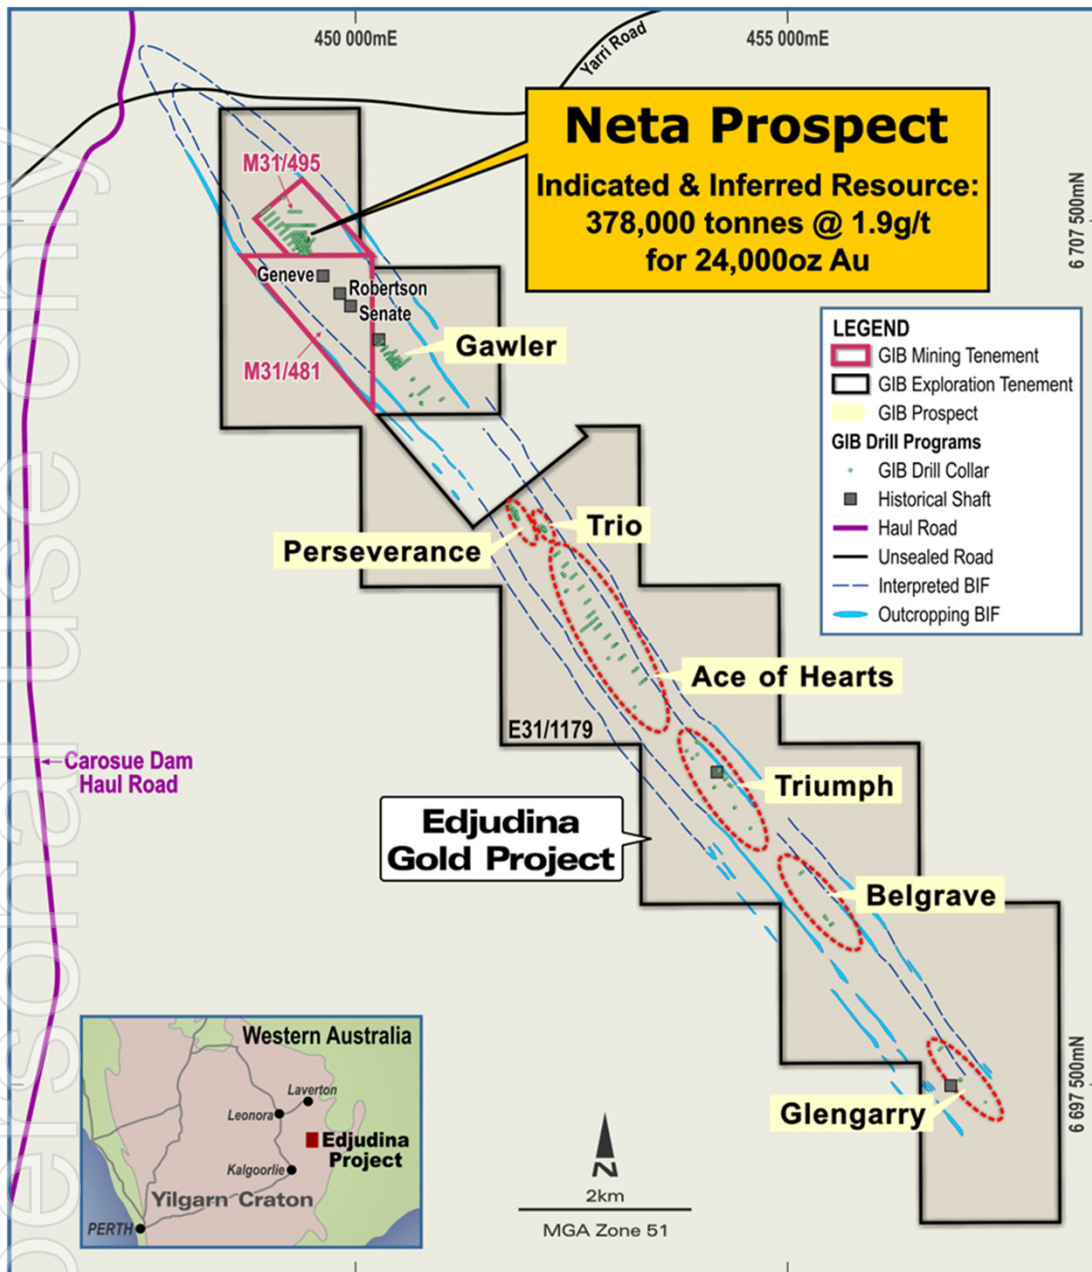 450 000mE
455 000mE
Yarri Road
Neta Prospect
Indicated & Inferred Resource:
378,000 tonnes @ 1.9g/t
for 24,000oz Au
6 707 500mN
M31/495
Geneve
Robertson
Senate
M31/481
Gawler
LEGEND
GIB Mining Tenement
GIB Exploration Tenement
GIB Prospect
GIB Drill Programs
GIB Drill Collar
Historical Shaft
Haul Road
Unsealed Road
Interpreted BIF
Outcropping BIF
Perseverance
Trio
Ace of Hearts
E31/1179
Carosue Dam
Haul Road
Triumph
Edjudina
Gold Project
Belgrave
Glengarry
6 697 500mN
Western Australia
Laverton
Leonora
Edjudina
Project
Kalgoorlie
Yilgarn Craton
PERTH
N
2km
MGA Zone 51
ersonal use only